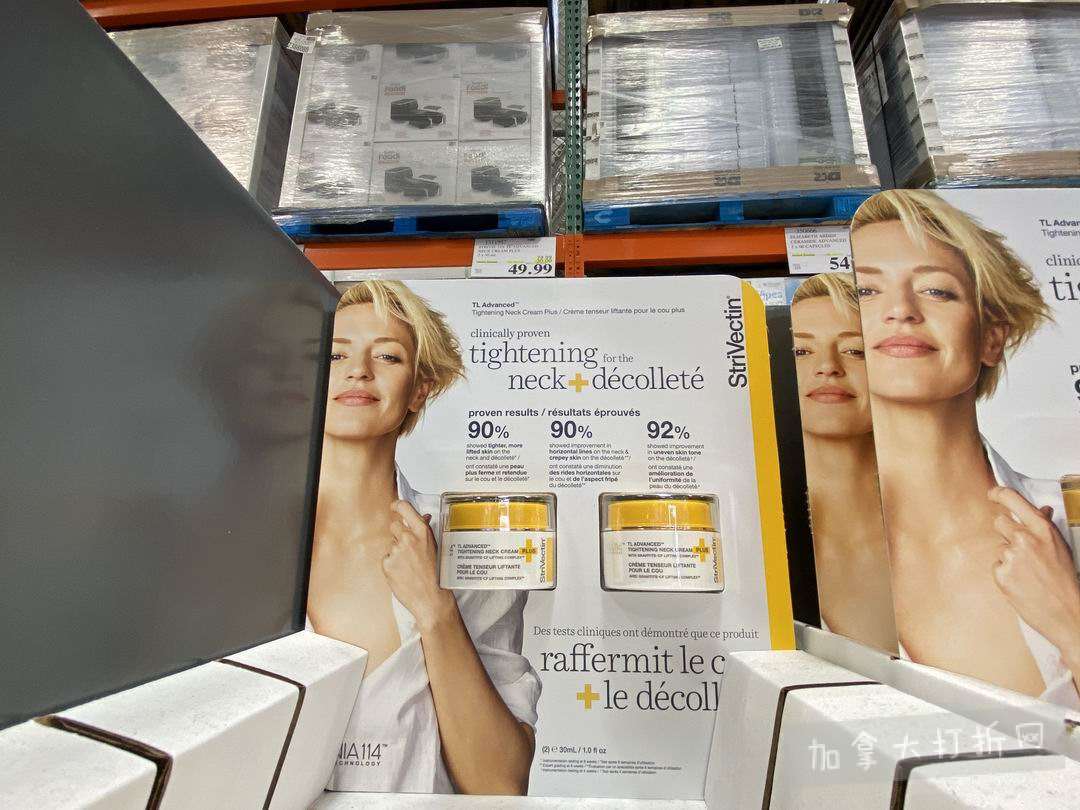 49.99
ELIZABETH ARDEN
CERAMIDE ADVANCED
54
TL Advanced™
Tightening Neck Cream Plus / Crème tenseur liftante pour le cou plus
clinically proven
tightening for the
neck+décolleté
StriVectin®
proven results / résultats éprouvés
90% 90% 92%
showed tighter, more
lifted skin on the
neck and décolleté
ont constaté une peau
plus ferme et retendue
sur le cou et le décolleté
showed improvement in
horizontal lines on the neck &
crepey skin on the décolleté
ont constaté une diminution
des rides horizontales sur
le cou et de l'aspect fripé
du décolleté
showed improvement
in uneven skin tone
on the décolleté
ont constaté une
amélioration de
l'uniformité de la
peau du décolleté
TL ADVANCED™
TIGHTENING NECK CREAM PLUS
CRÈME TENSEUR LIFTANTE
POUR LE COU
StriVectin
TL ADVANCED™
TIGHTENING NECK CREAM PLUS
CRÈME TENSEUR LIFTANTE
POUR LE COU
StriVectin
Des tests cliniques ont démontré que ce produit
raffermit le c
+le décoll
(2) e 30mL / 1.0 fl oz
NIA114™
CHNOLOGY
TL Advanced
Tightening
clinic
加拿大打折网